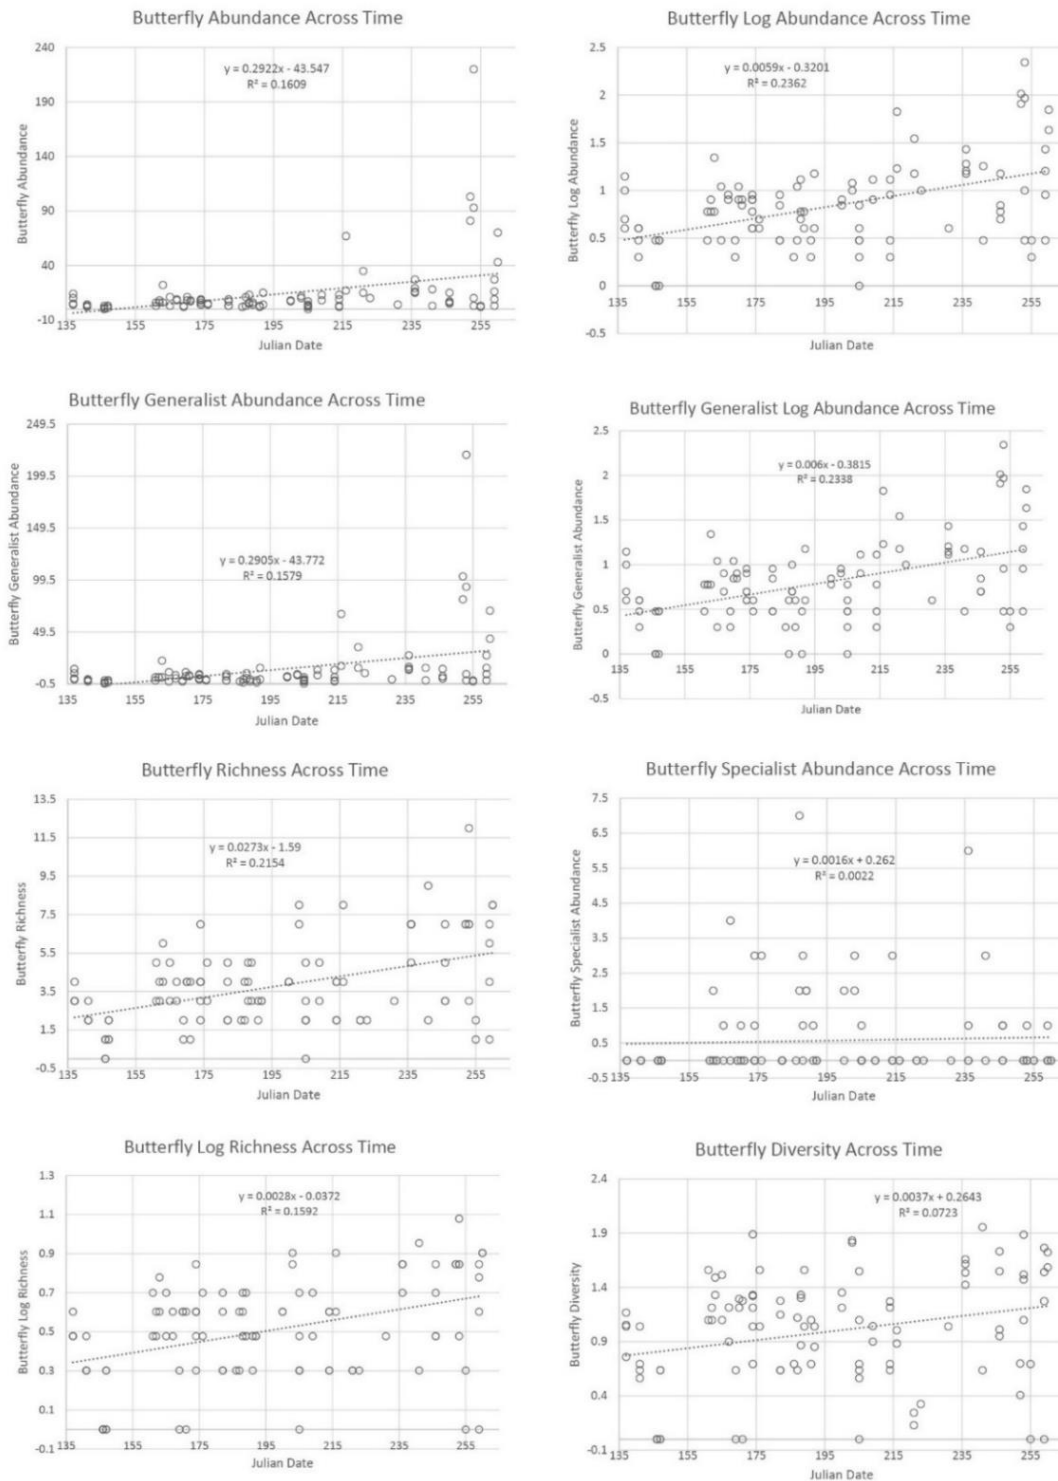 Butterfly Abundance Across Time
240
y = 0.2922x - 43.547
R² = 0.1609
190
140
90
40
-10
135 155 175 195 215 235 255
Julian Date
Butterfly Abundance
Butterfly Log Abundance Across Time
2.5
y = 0.0059x - 0.3201
R² = 0.2362
2
1.5
1
0.5
0
135 155 175 195 215 235 255
-0.5
Julian Date
Butterfly Log Abundance
Butterfly Generalist Abundance Across Time
249.5
199.5
149.5
y = 0.2905x - 43.772
R² = 0.1579
99.5
49.5
-0.5
135 155 175 195 215 235 255
Julian Date
Butterfly Generalist Abundance
Butterfly Generalist Log Abundance Across Time
2.5
y = 0.006x - 0.3815
R² = 0.2338
2
1.5
1
0.5
0
135 155 175 195 215 235 255
-0.5
Julian Date
Butterfly Generalist Abundance
Butterfly Richness Across Time
13.5
11.5
y = 0.0273x - 1.59
R² = 0.2154
9.5
7.5
5.5
3.5
1.5
-0.5
135 155 175 195 215 235 255
Julian Date
Butterfly Richness
Butterfly Specialist Abundance Across Time
7.5
6.5
y = 0.0016x + 0.262
R² = 0.0022
5.5
4.5
3.5
2.5
1.5
0.5
-0.5
135 155 175 195 215 235 255
Julian Date
Butterfly Specialist Abundance
Butterfly Log Richness Across Time
1.3
y = 0.0028x - 0.0372
R² = 0.1592
1.1
0.9
0.7
0.5
0.3
0.1
-0.1
135 155 175 195 215 235 255
Julian Date
Butterfly Log Richness
Butterfly Diversity Across Time
2.4
y = 0.0037x + 0.2643
R² = 0.0723
1.9
1.4
0.9
0.4
-0.1
135 155 175 195 215 235 255
Julian Date
Butterfly Diversity